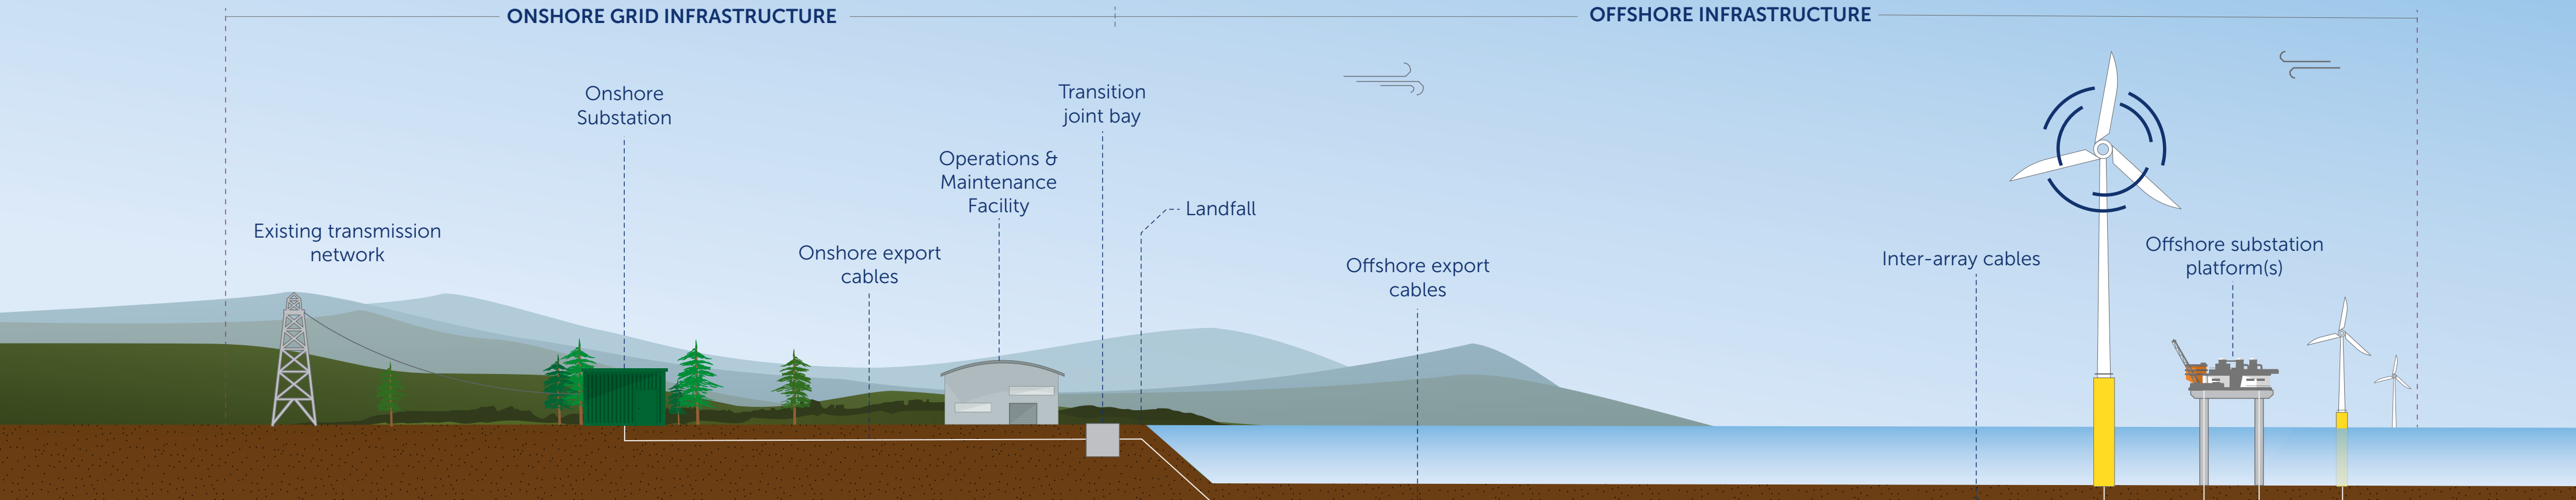 ONSHORE GRID INFRASTRUCTURE
OFFSHORE INFRASTRUCTURE
Existing transmission
network
Onshore
Substation
Onshore export
cables
Operations &
Maintenance
Facility
Transition
joint bay
Landfall
Offshore export
cables
Inter-array cables
Offshore substation
platform(s)